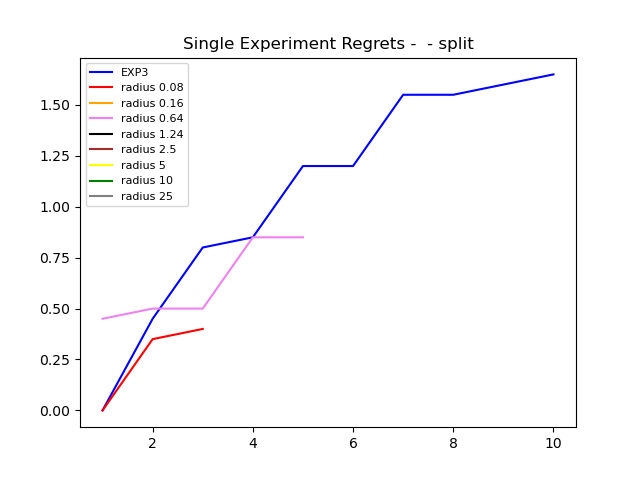 Single Experiment Regrets -  - split
EXP3
radius 0.08
radius 0.16
radius 0.64
radius 1.24
radius 2.5
radius 5
radius 10
radius 25
1.50
1.25
1.00
0.75
0.50
0.25
0.00
2
4
6
8
10